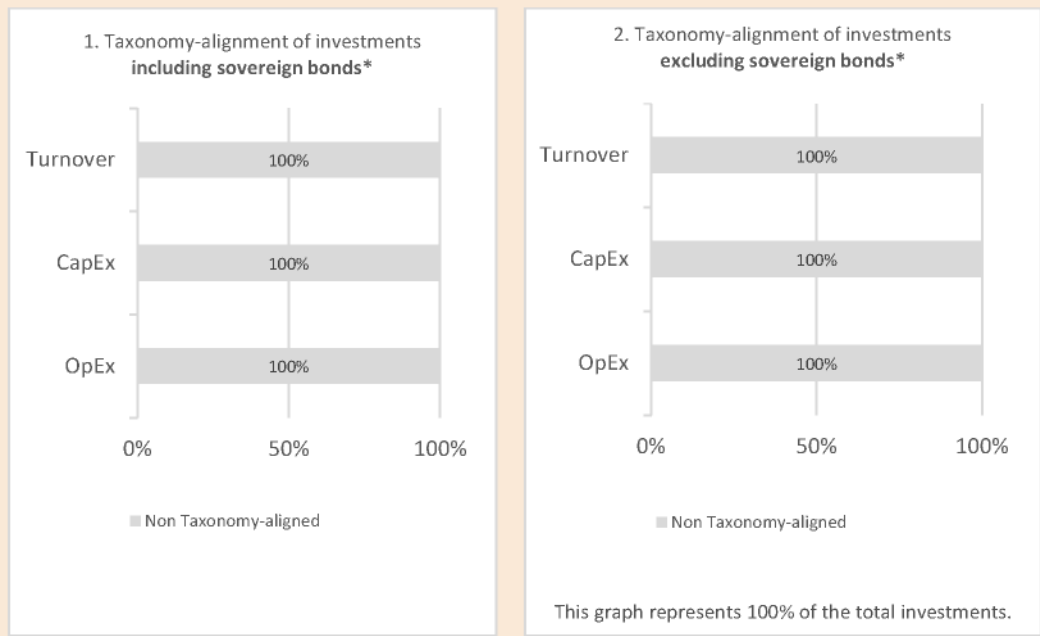 1. Taxonomy-alignment of investments
including sovereign bonds*
Turnover
100%
CapEx
100%
OpEx
100%
0% 50% 100%
Non Taxonomy-aligned
2. Taxonomy-alignment of investments
excluding sovereign bonds*
Turnover
100%
CapEx
100%
OpEx
100%
0% 50% 100%
Non Taxonomy-aligned
This graph represents 100% of the total investments.